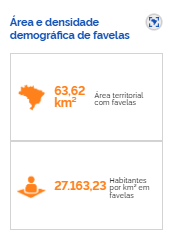 Área e densidade
demográfica de favelas
63,62
km²
Área territorial
com favelas
27.163,23
Habitantes
por km² em
favelas